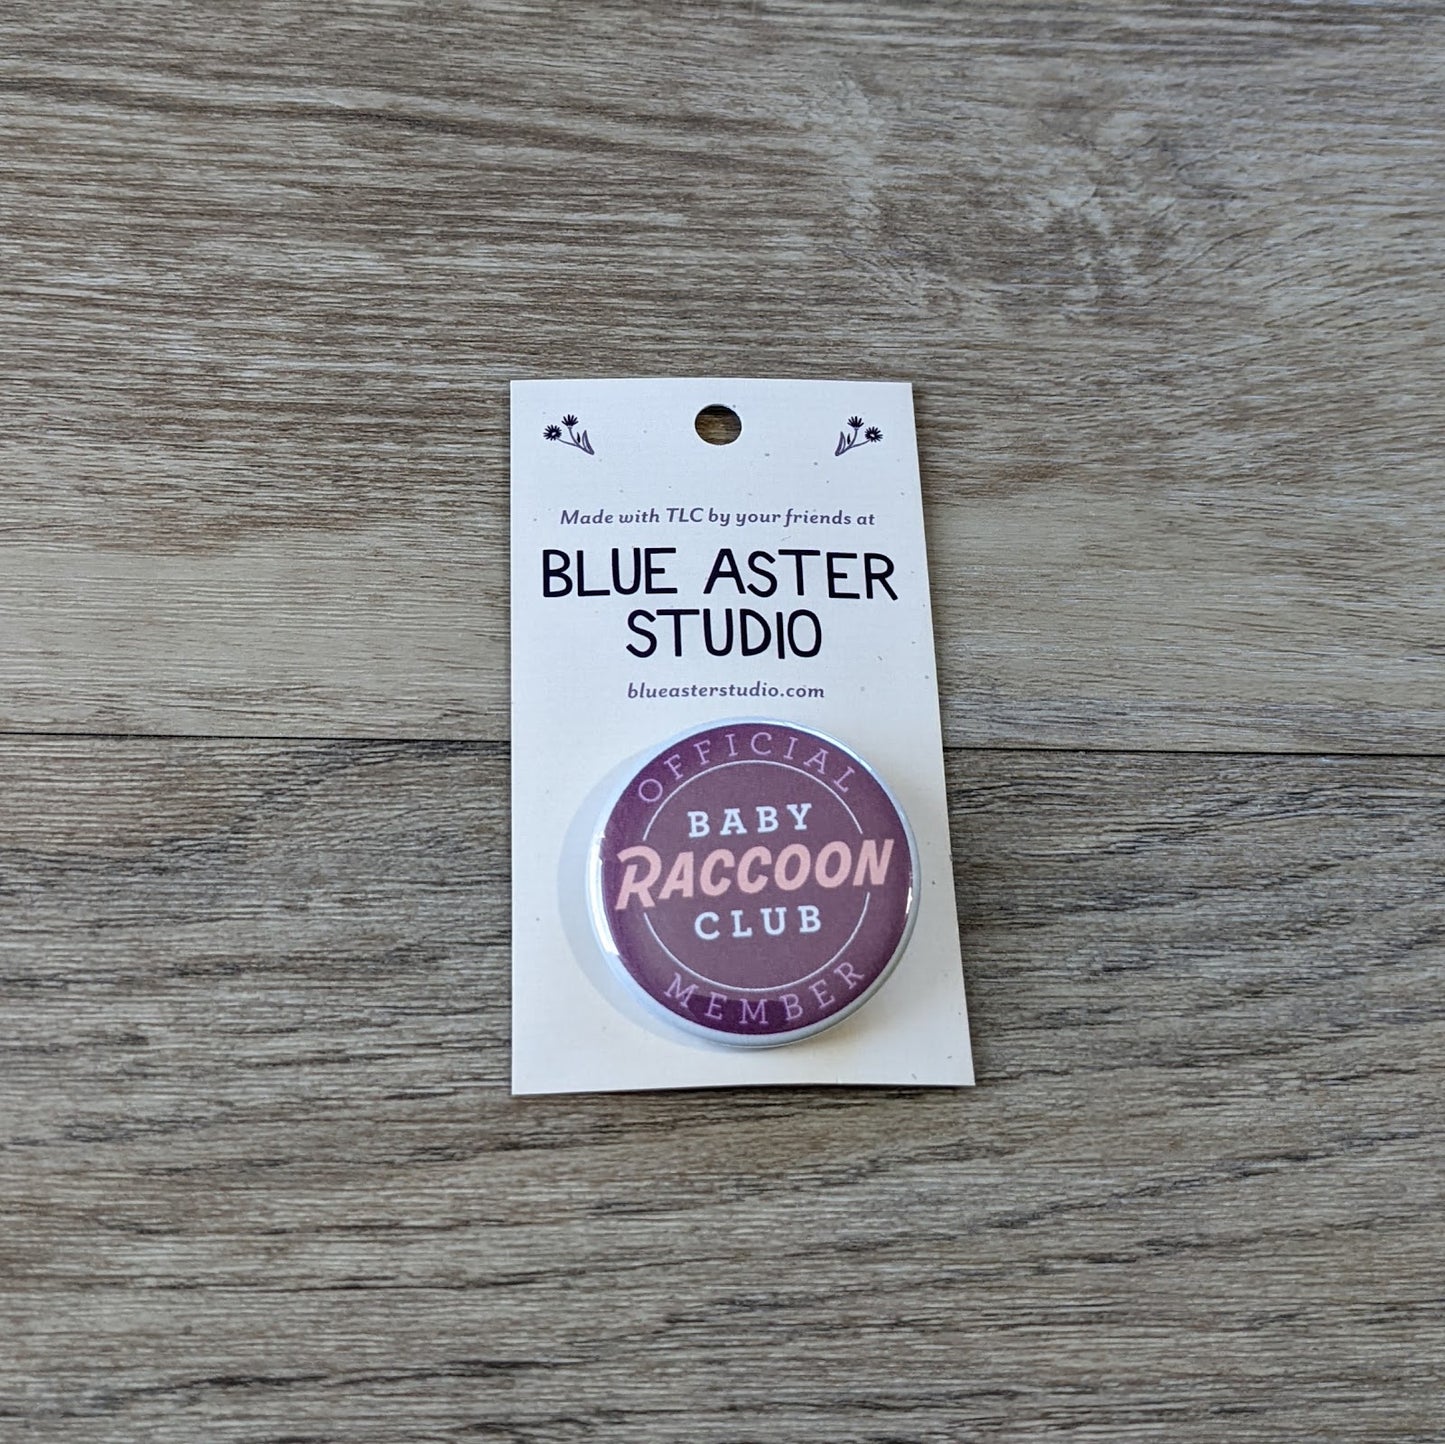 Made with TLC by your friends at
BLUE ASTER
STUDIO
blueasterstudio.com
OFFICIAL
BABY
RACCOON
CLUB
MEMBER